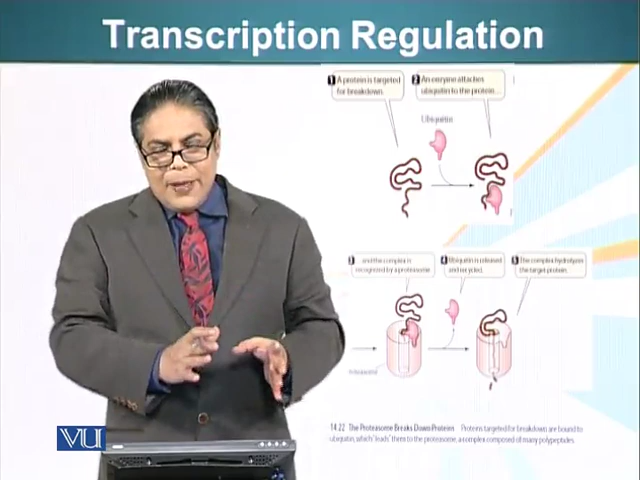 Transcription Regulation
1 A protein is targeted
for breakdown.
2 An enzyme attaches
ubiquitin to the protein…
Ubiquitin
3 …and the complex is
recognized by a proteasome.
4 Ubiquitin is released
and recycled.
5 The complex hydrolyzes
the target protein.
Proteasome
14.22 The Proteasome Breaks Down Proteins Proteins targeted for breakdown are bound to
ubiquitin, which "leads" them to the proteasome, a complex composed of many polypeptides.
VU